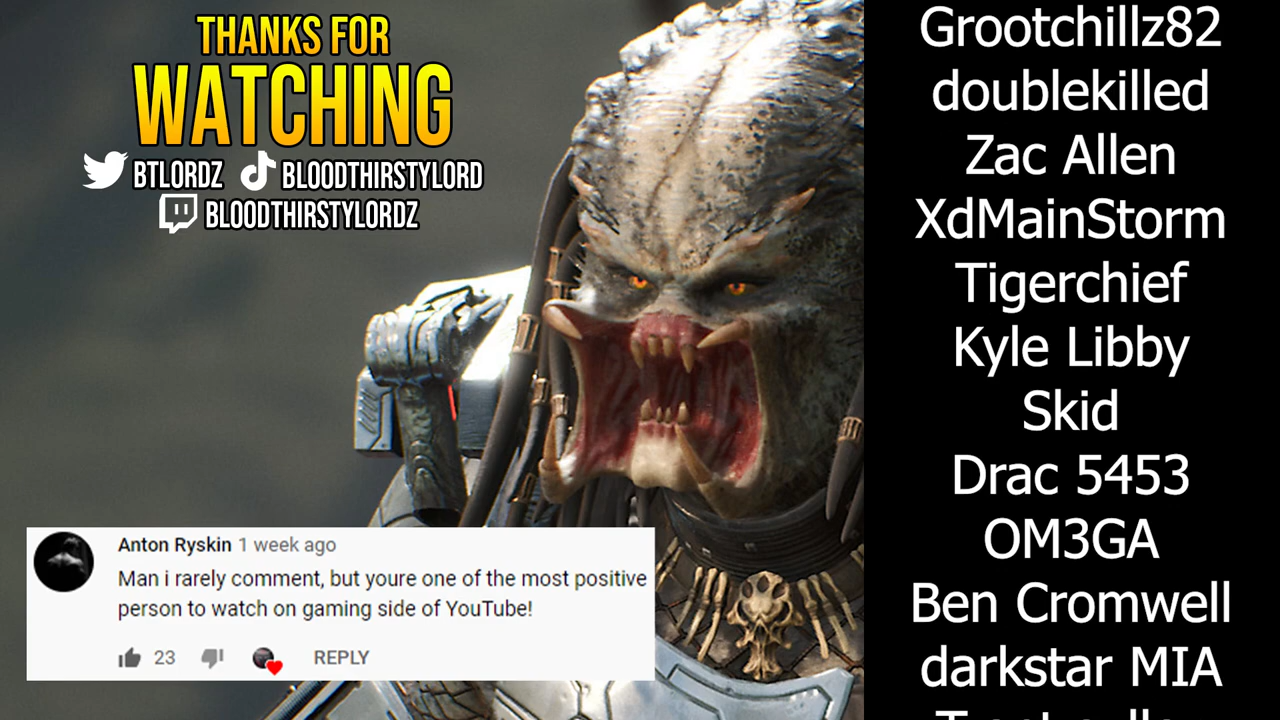 THANKS FOR
WATCHING
BTLORDZ BLOODTHIRSTYLORD
BLOODTHIRSTYLORDZ
Anton Ryskin 1 week ago
Man i rarely comment, but youre one of the most positive
person to watch on gaming side of YouTube!
23 REPLY
Grootchillz82
doublekilled
Zac Allen
XdMainStorm
Tigerchief
Kyle Libby
Skid
Drac 5453
OM3GA
Ben Cromwell
darkstar MIA